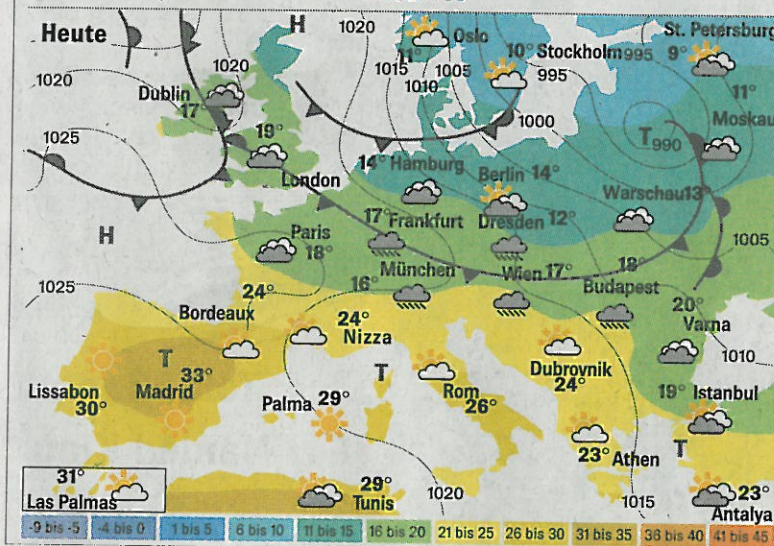 Heute
H
1020
1020
1020
1015
1010
1005
11°
Oslo
10° Stockholm
995
995
St. Petersburg
9°
11°
Moskau
T 990
1000
Dublin
17°
1025
19°
London
14° Hamburg
Berlin 14°
Warschau 13°
17° Frankfurt
Dresden 12°
H
Paris
18°
1005
16° München
Wien 17°
18°
Budapest
1025
24°
Bordeaux
24°
Nizza
20°
Varna
1010
T
33°
Madrid
Lissabon
30°
T
Palma 29°
Rom
26°
Dubrovnik
24°
19° Istanbul
T
23° Athen
31°
Las Palmas
29°
Tunis
1020
1015
23°
Antalya
-9 bis -5 -4 bis 0 1 bis 5 6 bis 10 11 bis 15 16 bis 20 21 bis 25 26 bis 30 31 bis 35 36 bis 40 41 bis 45